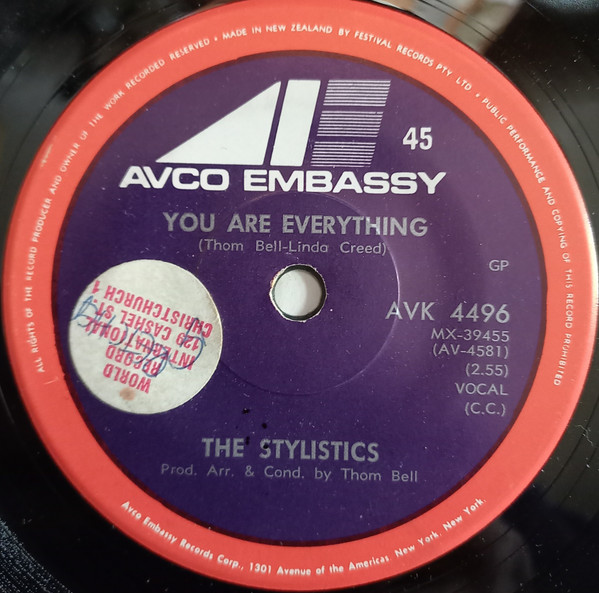 ALL RIGHTS OF THE RECORD PRODUCER AND OWNER OF THE WORK RECORDED RESERVED • MADE IN NEW ZEALAND BY FESTIVAL RECORDS PTY. LTD. • PUBLIC PERFORMANCE AND COPYING OF THIS RECORD PROHIBITED
45
AVCO EMBASSY
YOU ARE EVERYTHING
(Thom Bell-Linda Creed)
GP
AVK 4496
MX-39455
(AV-4581)
(2.55)
VOCAL
(C.C.)
WORLD
RECORD
INTERNATIONAL
129 CASHEL ST.
CHRISTCHURCH 1
THE STYLISTICS
Prod. Arr. & Cond. by Thom Bell
Avco Embassy Records Corp., 1301 Avenue of the Americas, New York, New York.